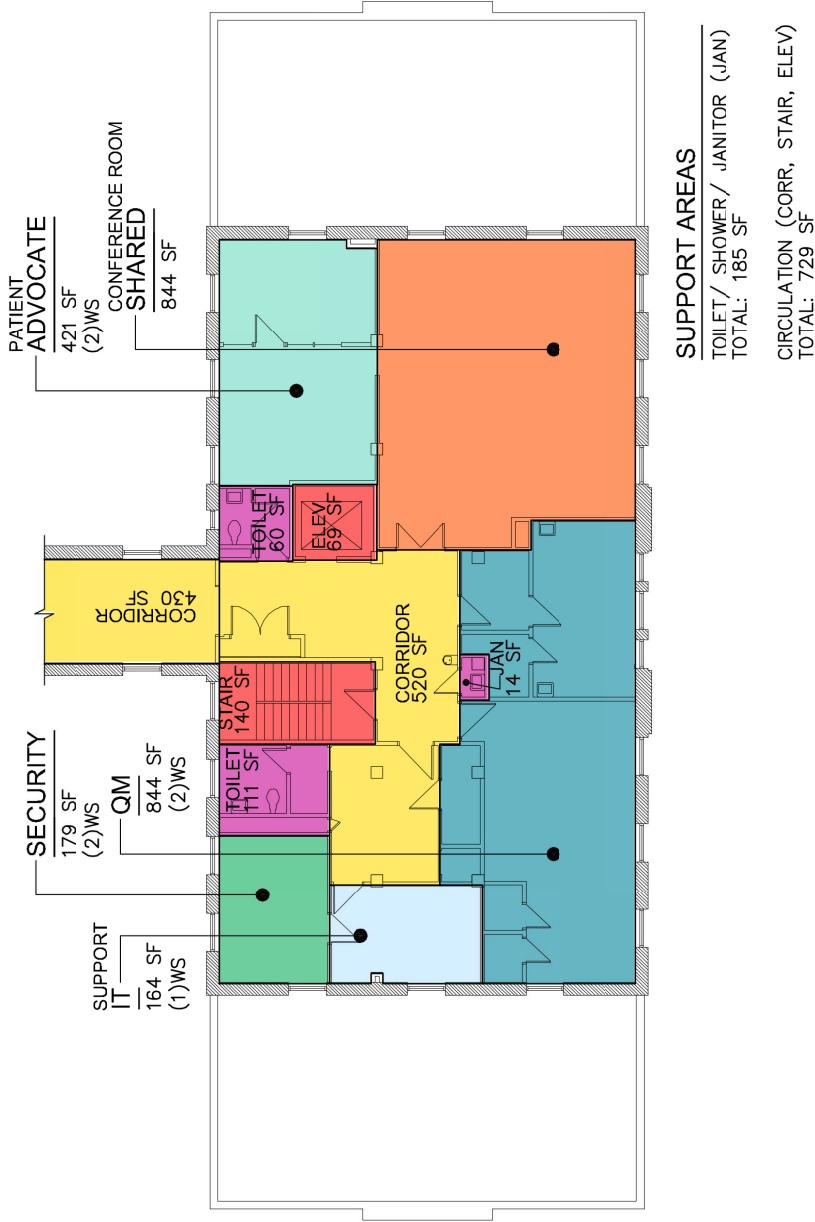 PATIENT
ADVOCATE
421 SF
(2)WS
CONFERENCE ROOM
SHARED
844 SF
SECURITY
179 SF
(2)WS
QM
844 SF
(2)WS
SUPPORT
IT
164 SF
(1)WS
CORRIDOR
430 SF
TOILET
60 SF
ELEV
69 SF
STAIR
140 SF
CORRIDOR
520 SF
TOILET
111 SF
JAN
14 SF
SUPPORT AREAS
TOILET/ SHOWER/ JANITOR (JAN)
TOTAL: 185 SF
CIRCULATION (CORR, STAIR, ELEV)
TOTAL: 729 SF